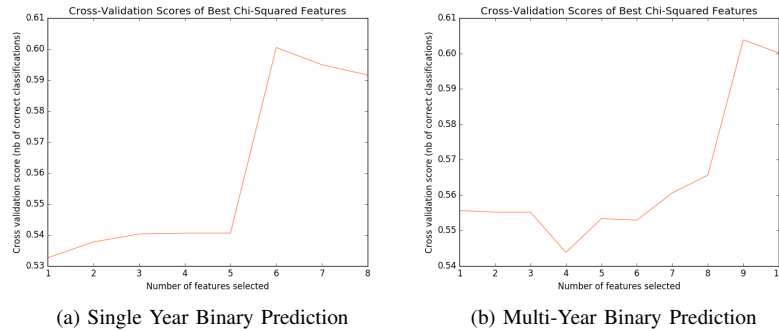 Cross-Validation Scores of Best Chi-Squared Features
0.61
0.60
0.59
0.58
0.57
0.56
0.55
0.54
0.53
Cross validation score (nb of correct classifications)
1 2 3 4 5 6 7 8
Number of features selected
(a) Single Year Binary Prediction
Cross-Validation Scores of Best Chi-Squared Features
0.61
0.60
0.59
0.58
0.57
0.56
0.55
0.54
Cross validation score (nb of correct classifications)
1 2 3 4 5 6 7 8 9 1
Number of features selected
(b) Multi-Year Binary Prediction